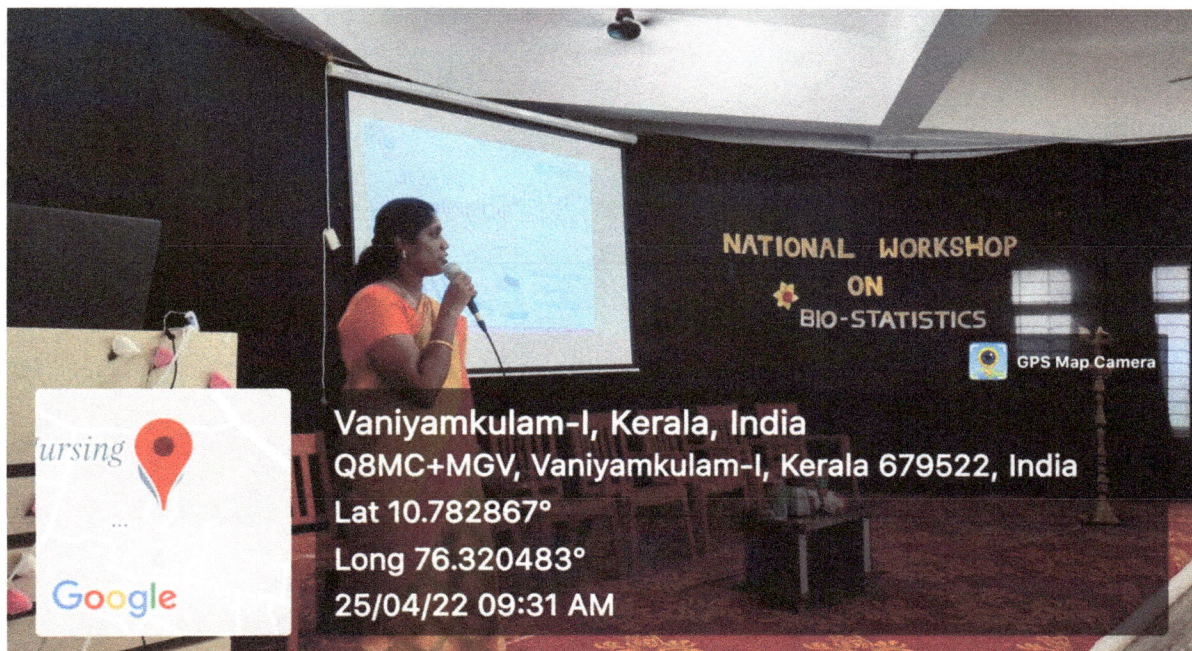 NATIONAL WORKSHOP
ON
BIO-STATISTICS
GPS Map Camera
ursing
...
Google
Vaniyamkulam-I, Kerala, India
Q8MC+MGV, Vaniyamkulam-I, Kerala 679522, India
Lat 10.782867°
Long 76.320483°
25/04/22 09:31 AM